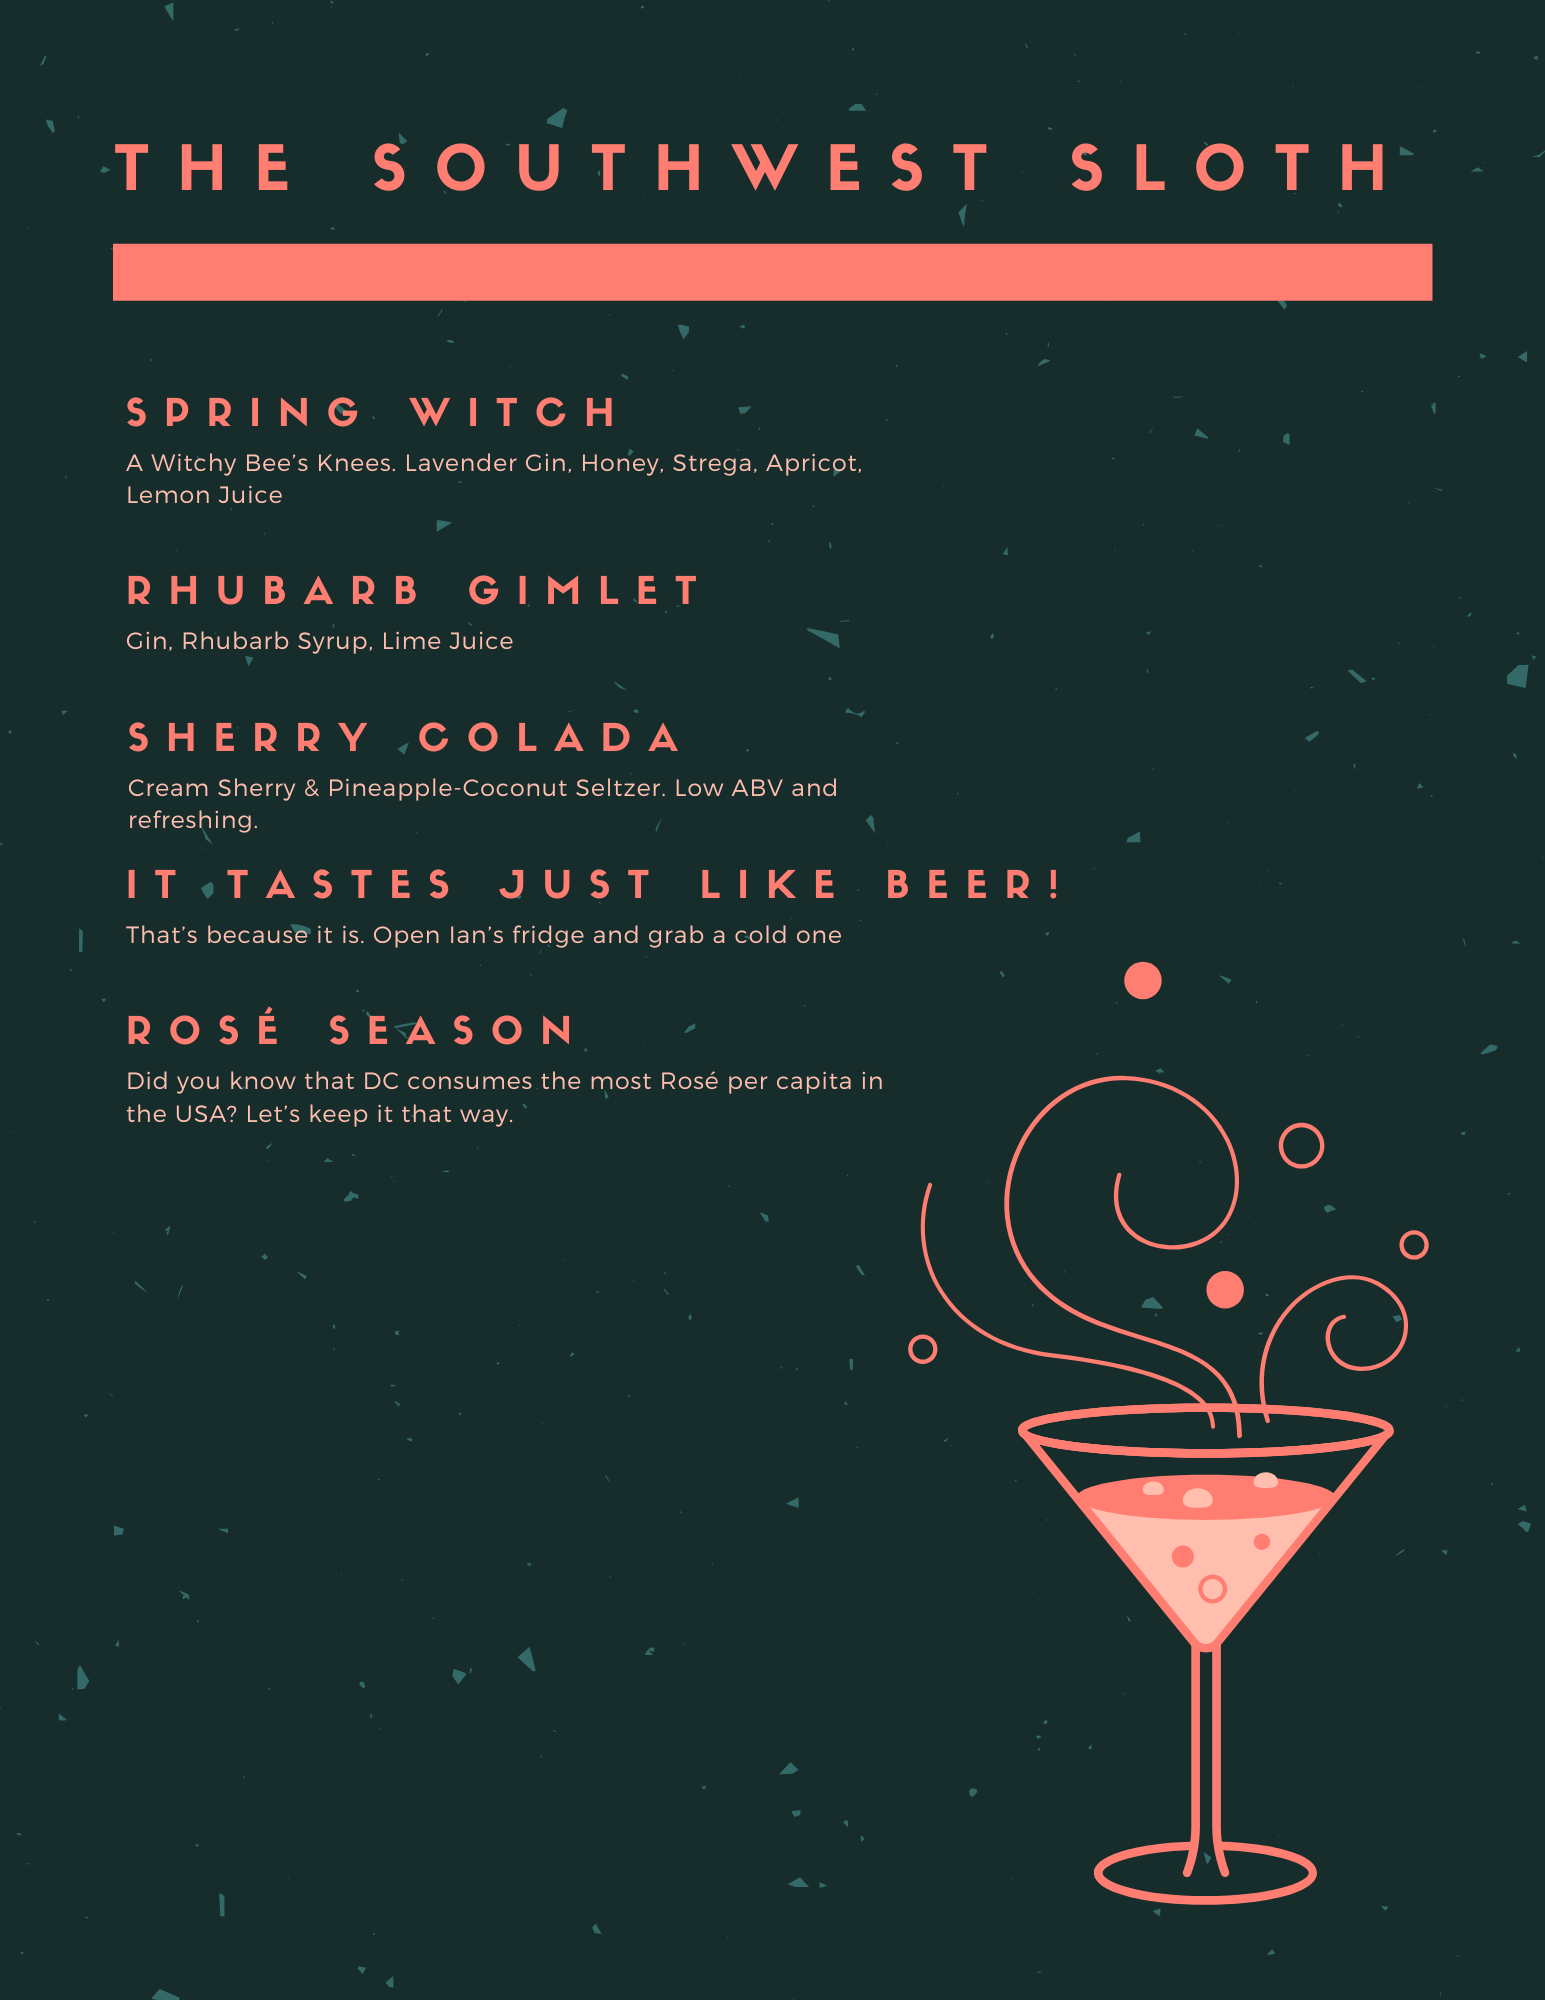 THE SOUTHWEST SLOTH
SPRING WITCH
A Witchy Bee’s Knees. Lavender Gin, Honey, Strega, Apricot,
Lemon Juice
RHUBARB GIMLET
Gin, Rhubarb Syrup, Lime Juice
SHERRY COLADA
Cream Sherry & Pineapple-Coconut Seltzer. Low ABV and
refreshing.
IT TASTES JUST LIKE BEER!
That’s because it is. Open Ian’s fridge and grab a cold one
ROSÉ SEASON
Did you know that DC consumes the most Rosé per capita in
the USA? Let’s keep it that way.